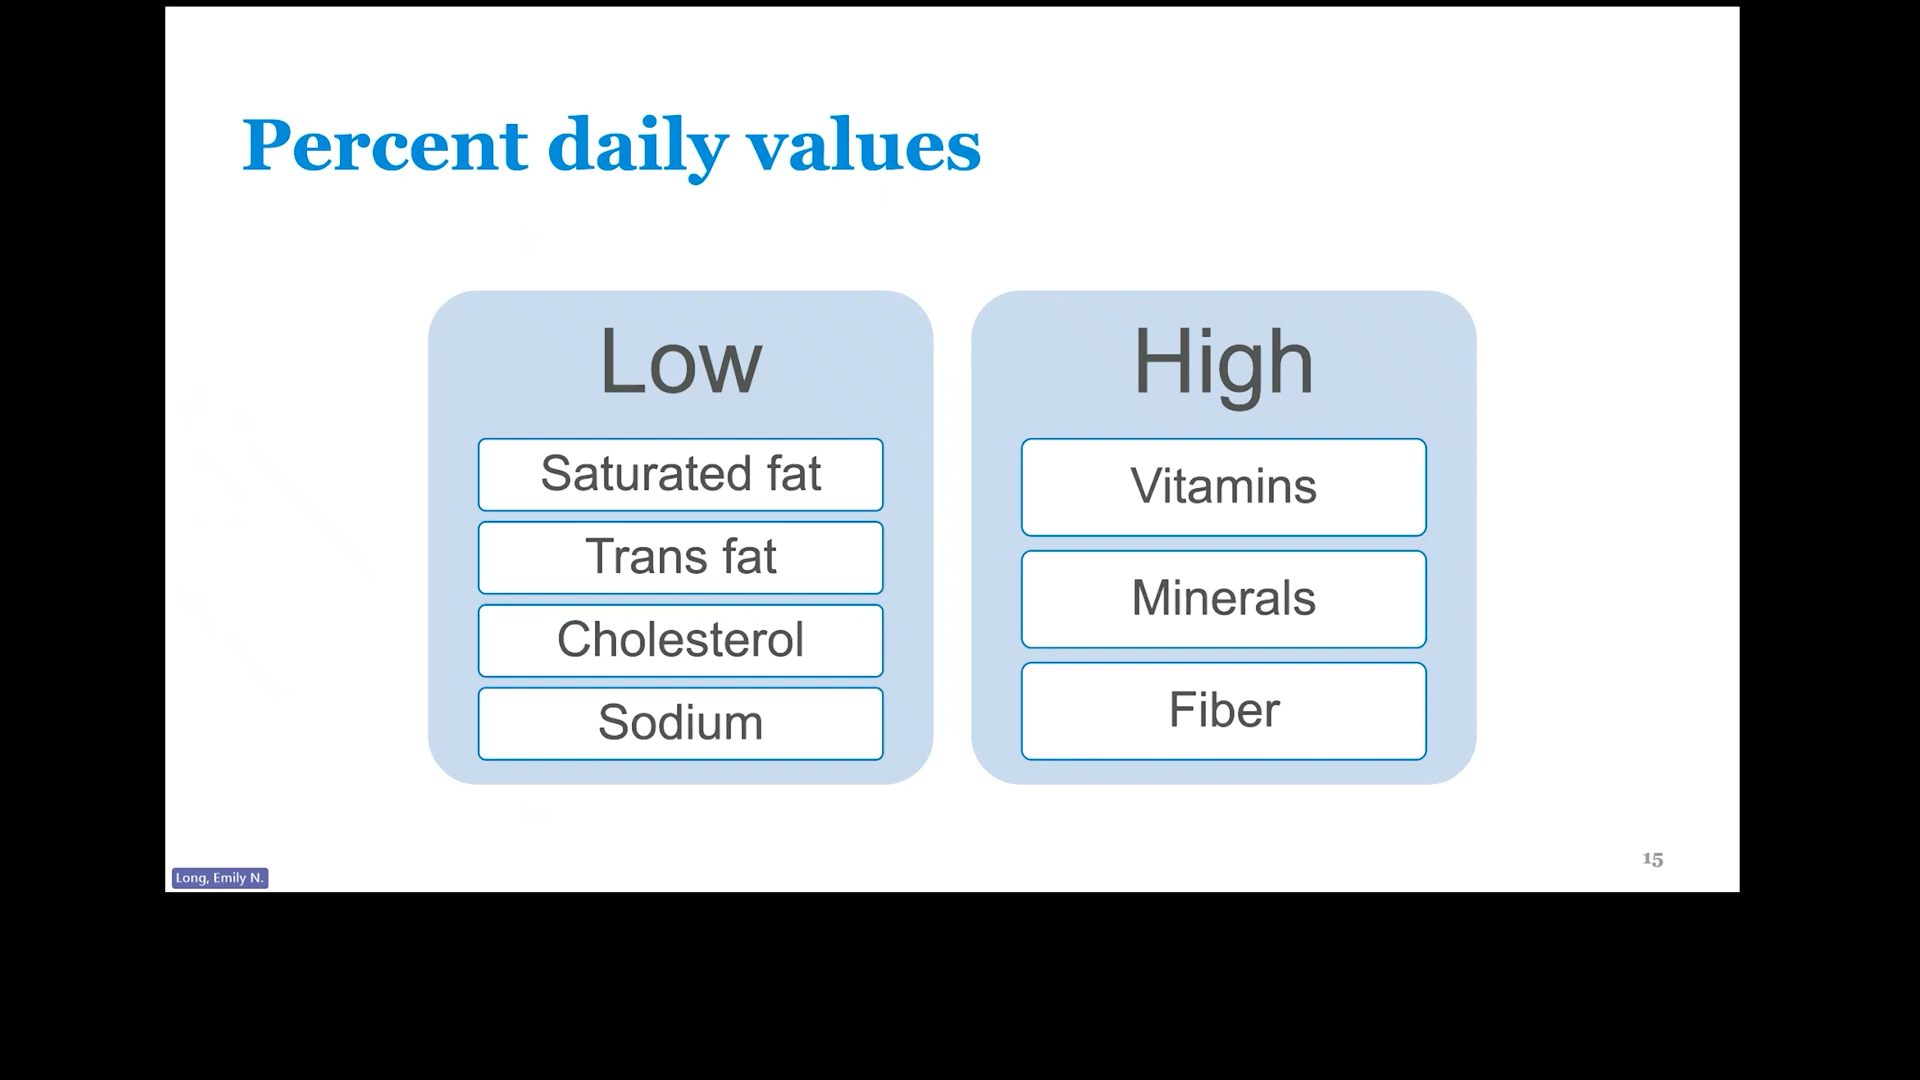 Percent daily values
Low
Saturated fat
Trans fat
Cholesterol
Sodium
High
Vitamins
Minerals
Fiber
15
Long, Emily N.